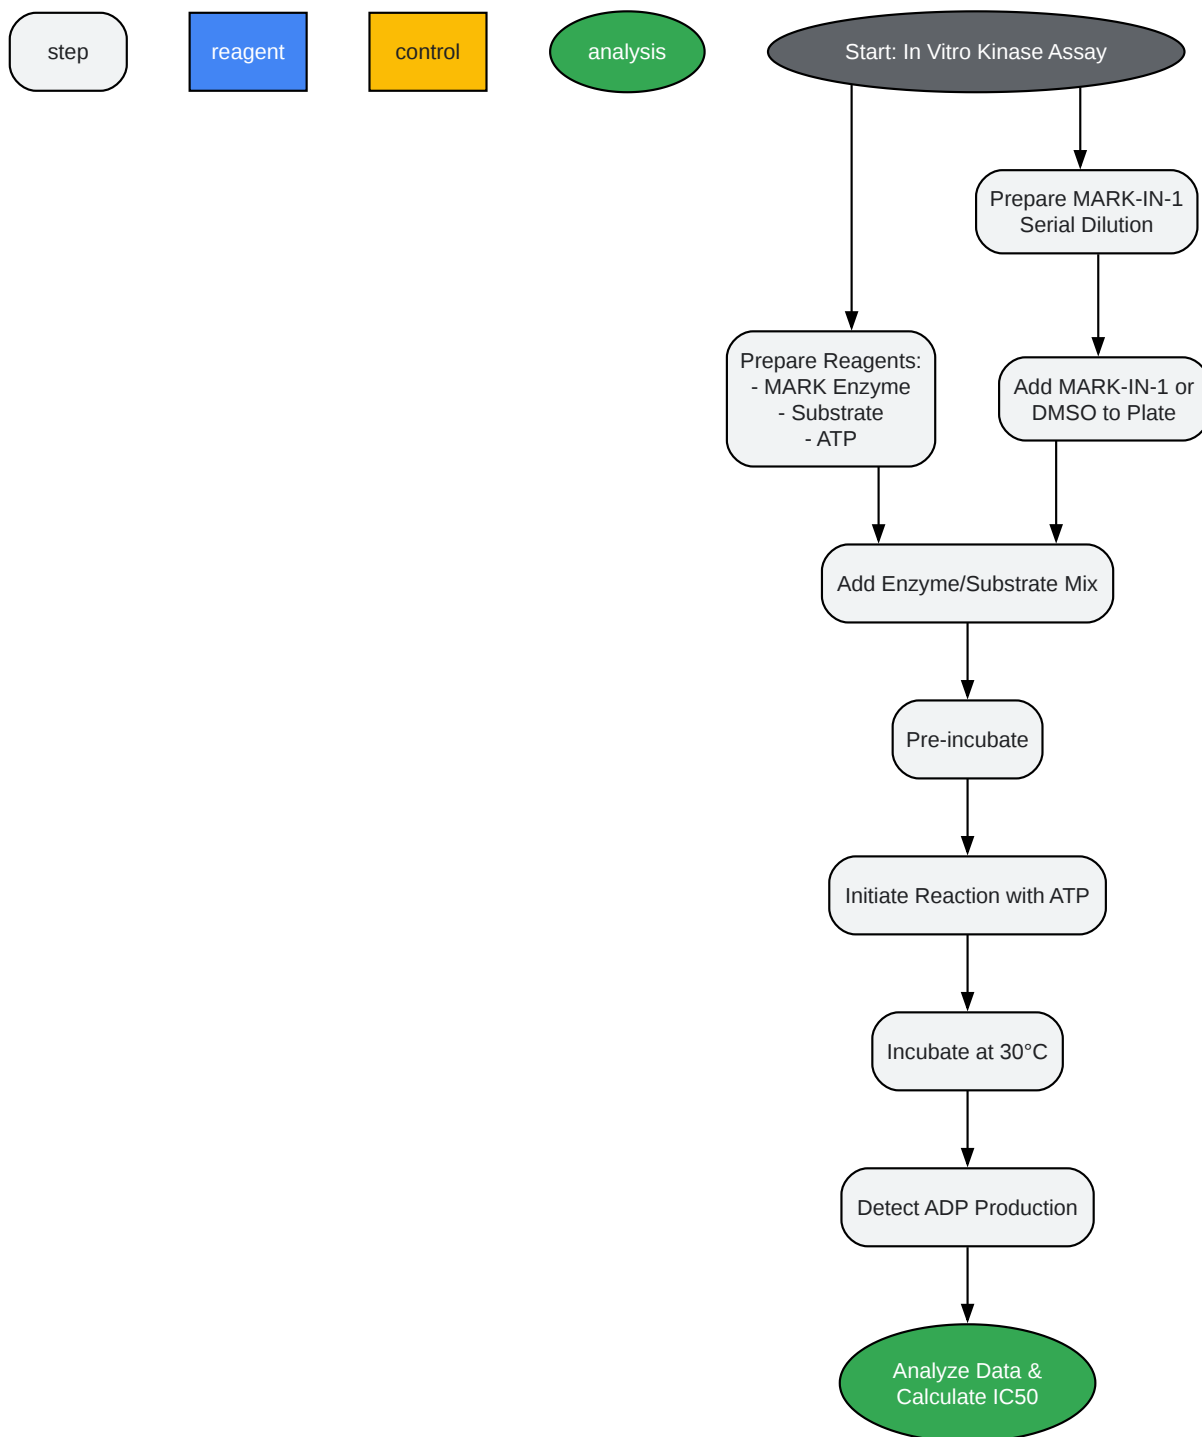 step
reagent
control
analysis
Start: In Vitro Kinase Assay
Prepare MARK-IN-1
Serial Dilution
Prepare Reagents:
- MARK Enzyme
- Substrate
- ATP
Add MARK-IN-1 or
DMSO to Plate
Add Enzyme/Substrate Mix
Pre-incubate
Initiate Reaction with ATP
Incubate at 30°C
Detect ADP Production
Analyze Data &
Calculate IC50